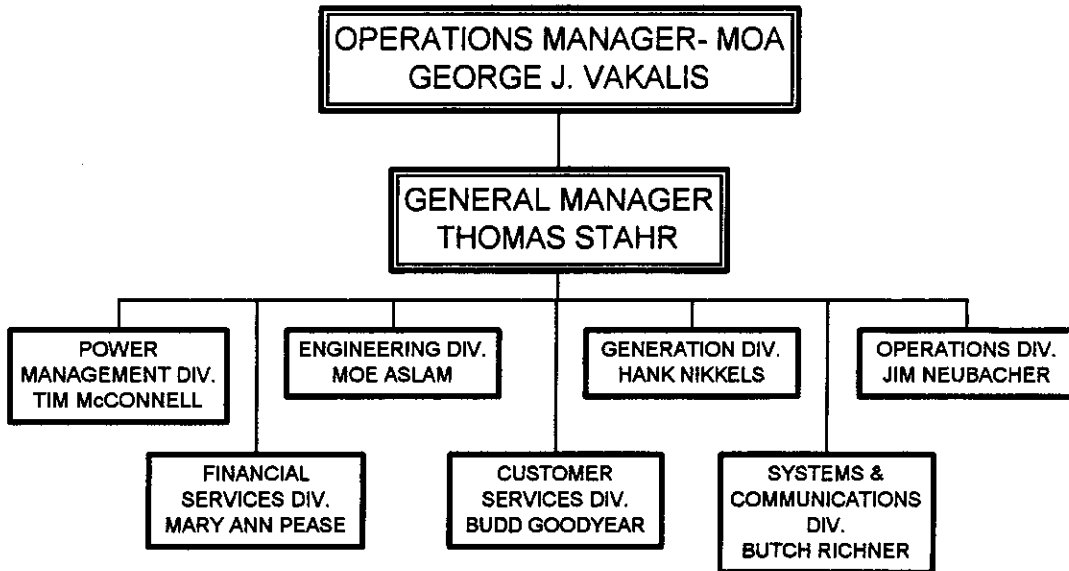 OPERATIONS MANAGER- MOA
GEORGE J. VAKALIS
GENERAL MANAGER
THOMAS STAHR
POWER
MANAGEMENT DIV.
TIM McCONNELL
ENGINEERING DIV.
MOE ASLAM
GENERATION DIV.
HANK NIKKELS
OPERATIONS DIV.
JIM NEUBACHER
FINANCIAL
SERVICES DIV.
MARY ANN PEASE
CUSTOMER
SERVICES DIV.
BUDD GOODYEAR
SYSTEMS &
COMMUNICATIONS
DIV.
BUTCH RICHNER